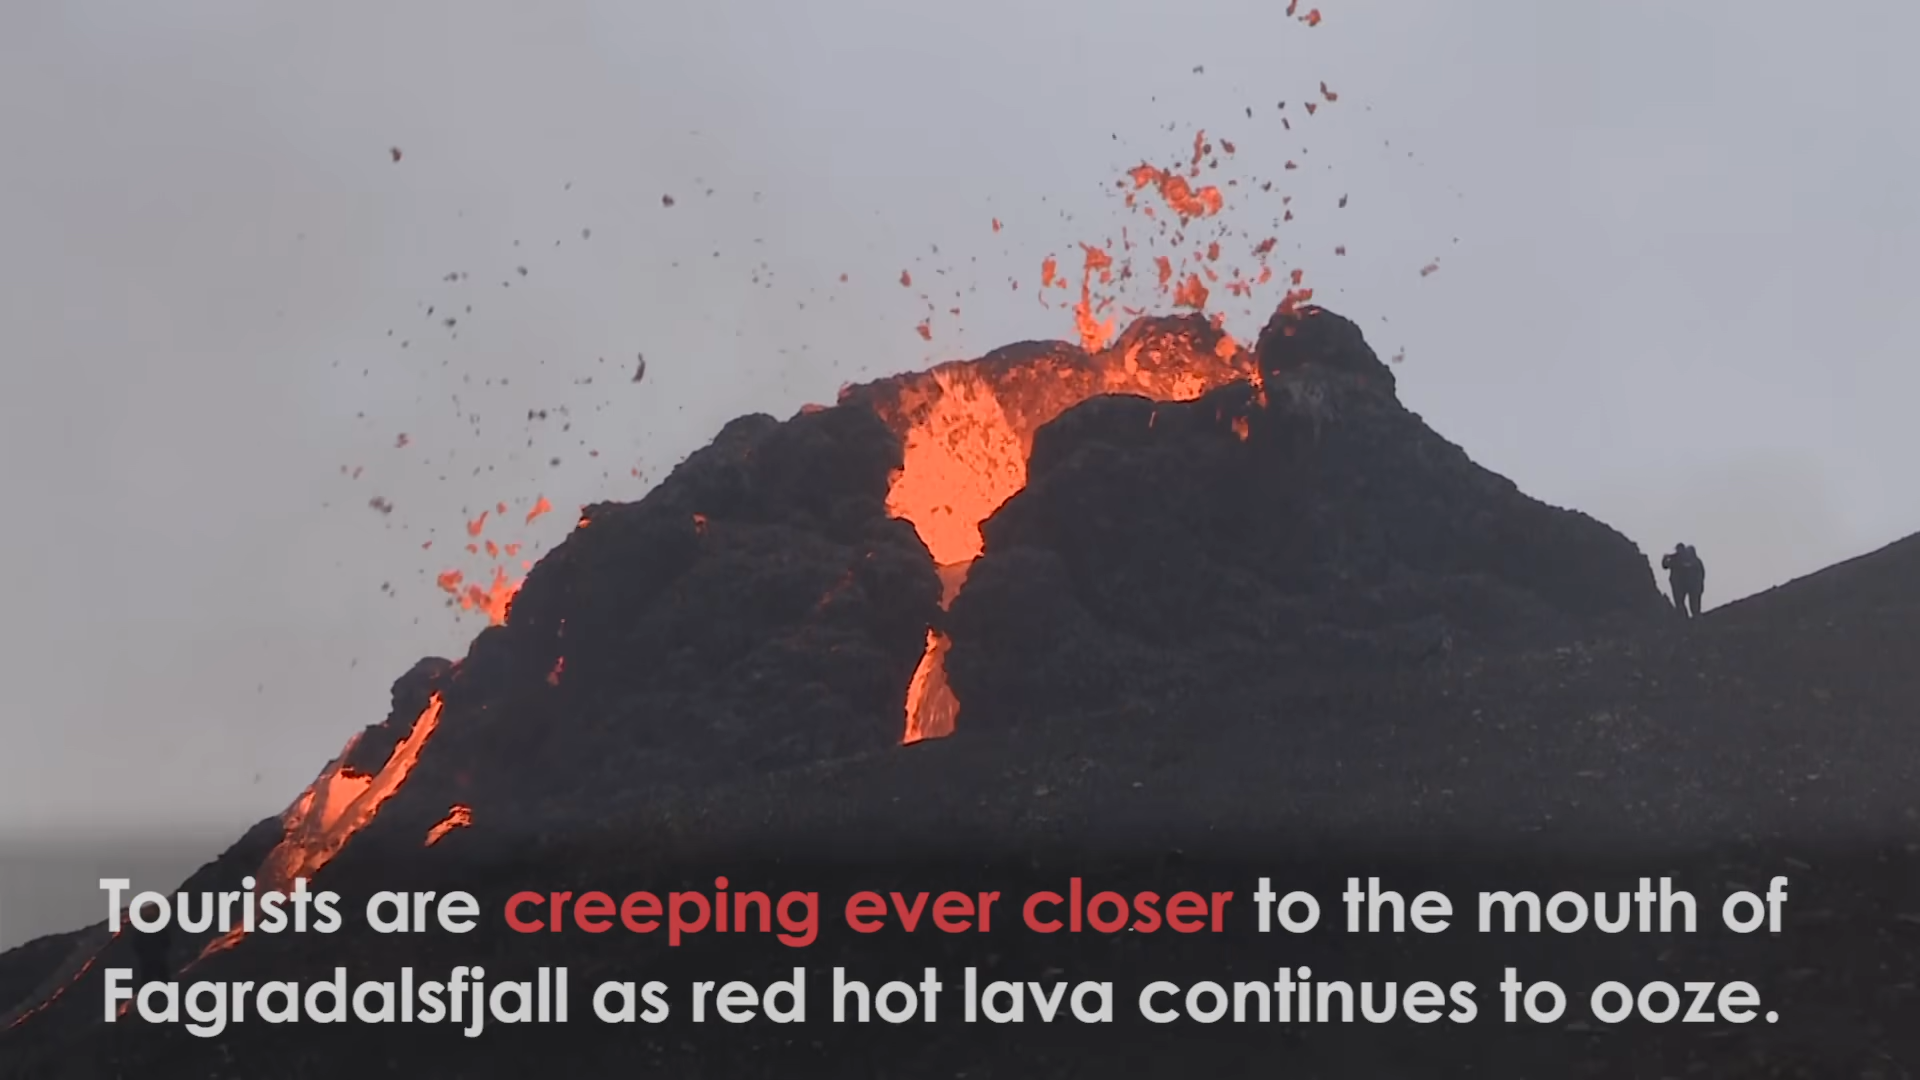 Tourists are creeping ever closer to the mouth of
Fagradalsfjall as red hot lava continues to ooze.